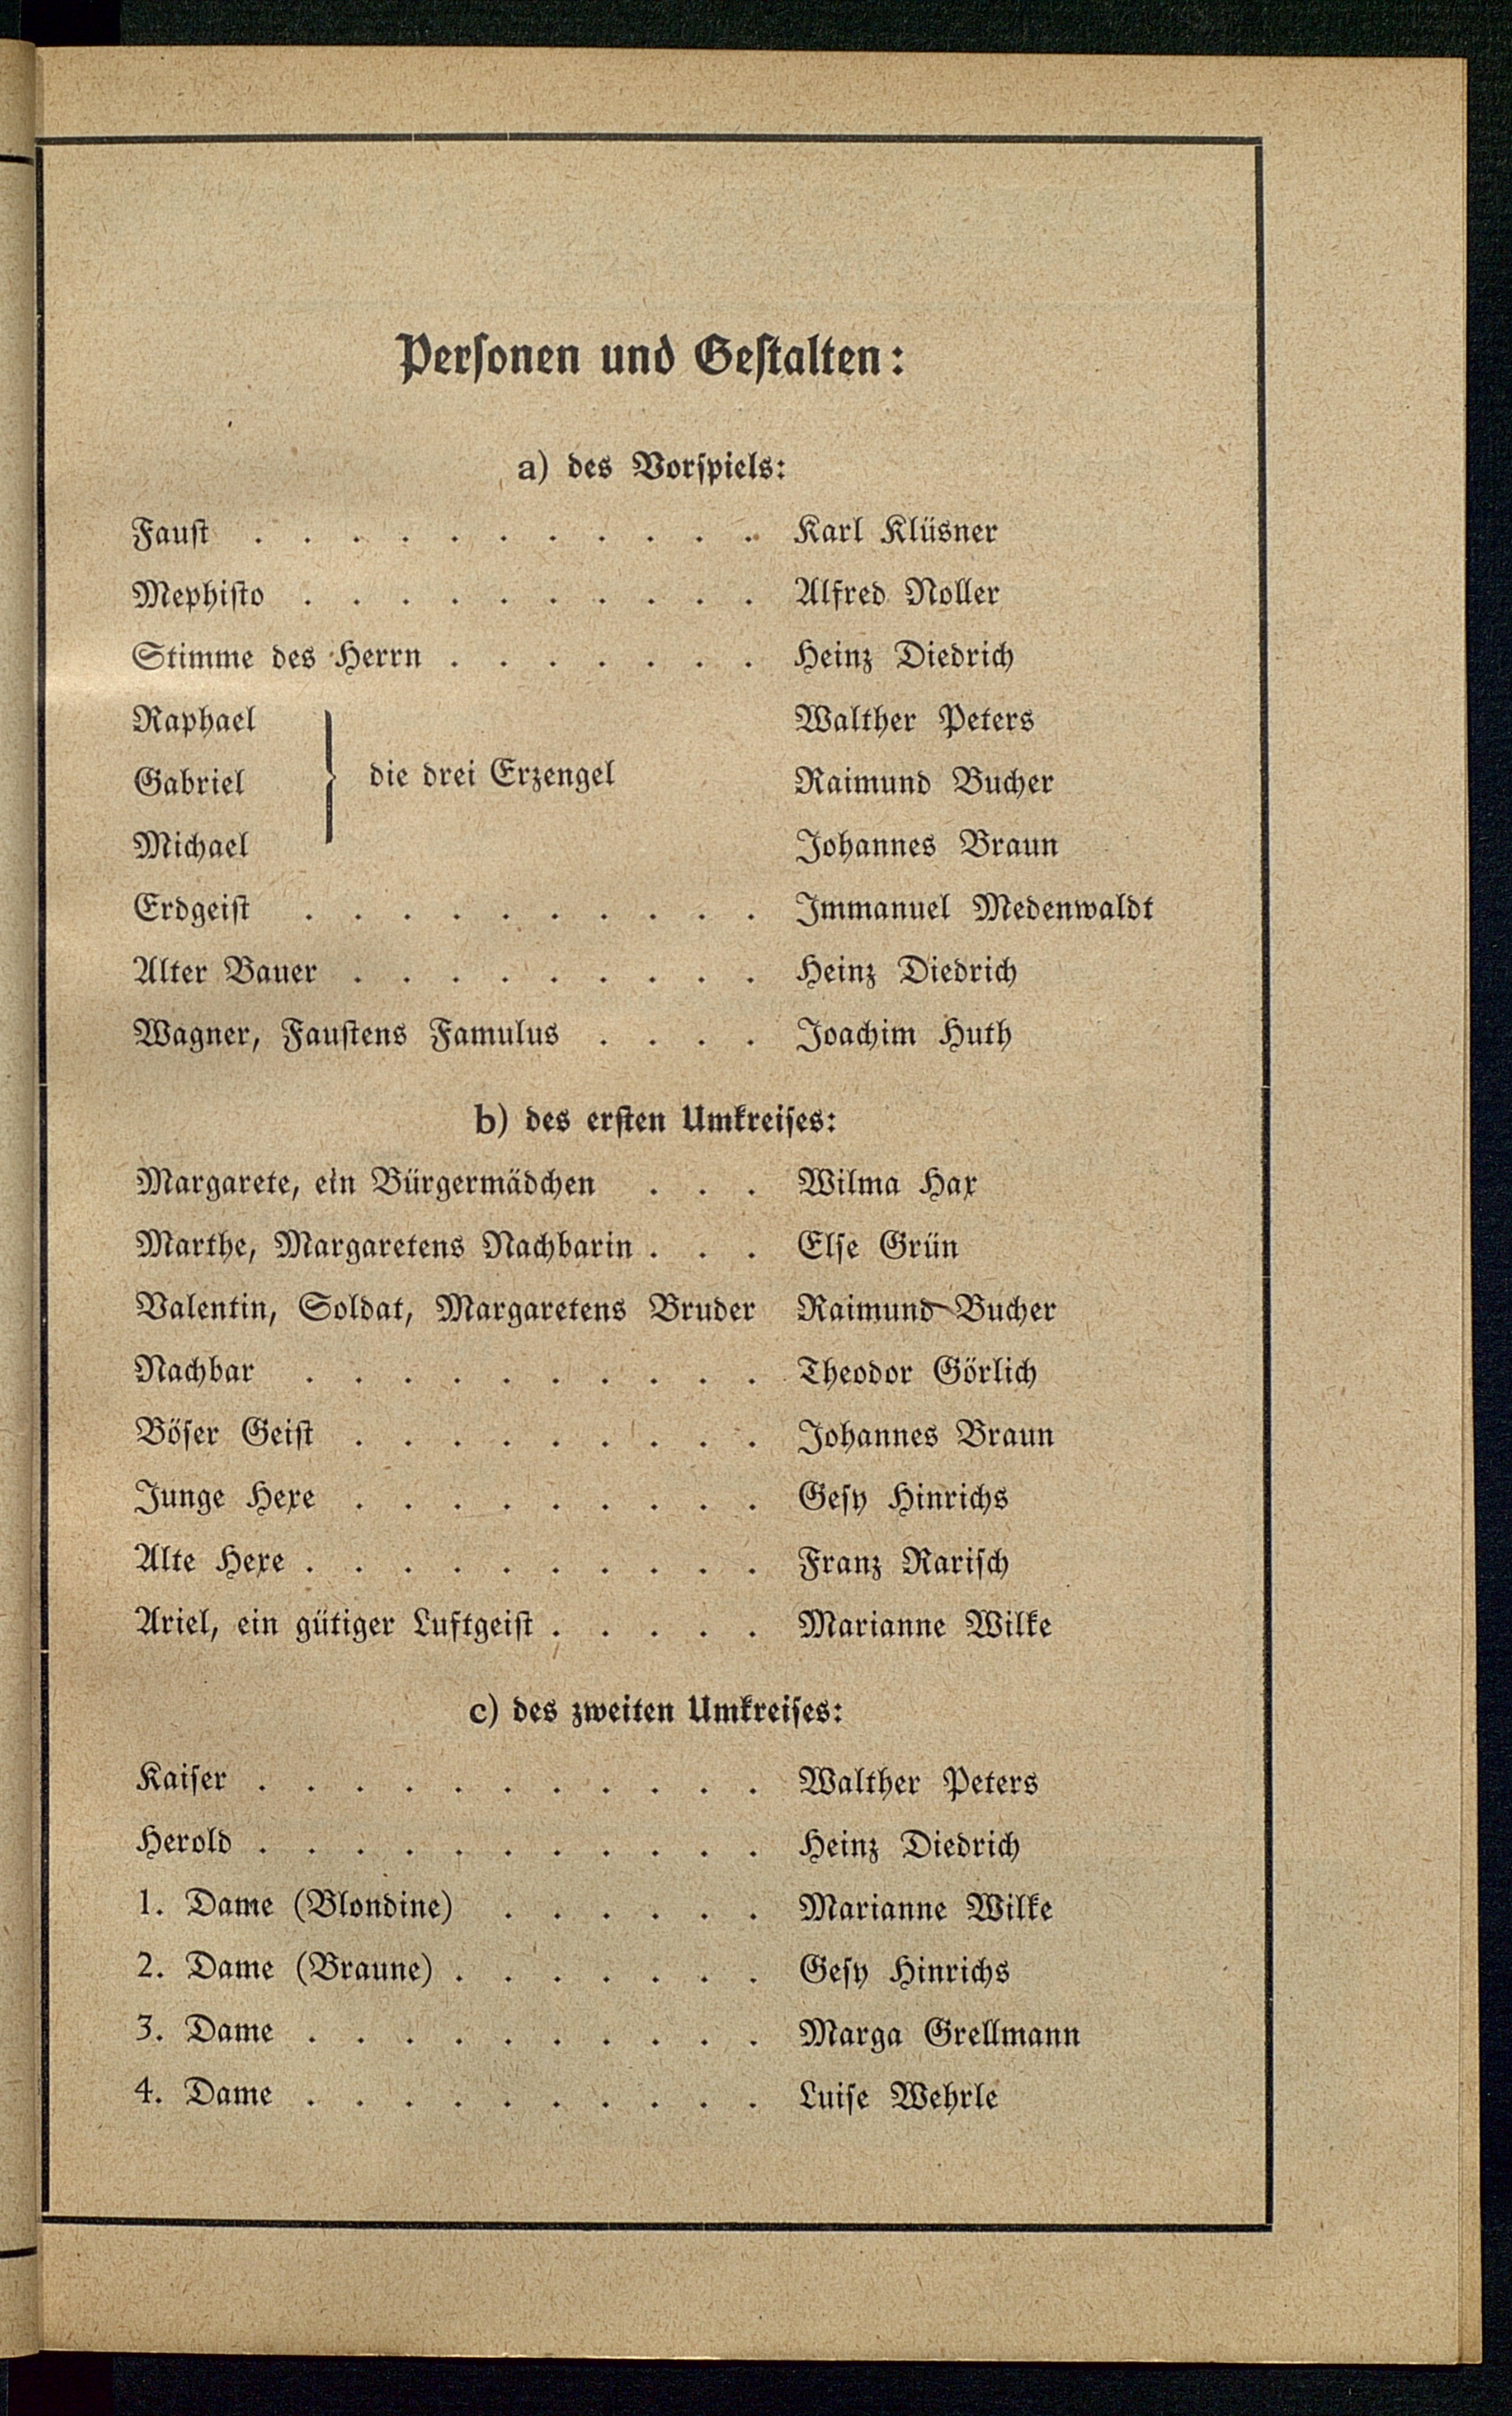 Personen und Gestalten:
a) des Vorspiels:
Faust . . . . . . . . . . . Karl Klüsner
Mephisto . . . . . . . . . . Alfred Noller
Stimme des Herrn . . . . . . . Heinz Diedrich
Raphael Walther Peters
Gabriel } die drei Erzengel Raimund Bucher
Michael Johannes Braun
Erdgeist . . . . . . . . . . Immanuel Medenwaldt
Alter Bauer . . . . . . . . . Heinz Diedrich
Wagner, Faustens Famulus . . . . Joachim Huth
b) des ersten Umkreises:
Margarete, ein Bürgermädchen . . . Wilma Hax
Marthe, Margaretens Nachbarin . . . Else Grün
Valentin, Soldat, Margaretens Bruder Raimund Bucher
Nachbar . . . . . . . . . . Theodor Görlich
Böser Geist . . . . . . . . . Johannes Braun
Junge Hexe . . . . . . . . . Gesy Hinrichs
Alte Hexe . . . . . . . . . . Franz Rarisch
Ariel, ein gütiger Luftgeist . . . . . Marianne Wilke
c) des zweiten Umkreises:
Kaiser . . . . . . . . . . . Walther Peters
Herold . . . . . . . . . . . Heinz Diedrich
1. Dame (Blondine) . . . . . . Marianne Wilke
2. Dame (Braune) . . . . . . . Gesy Hinrichs
3. Dame . . . . . . . . . . Marga Grellmann
4. Dame . . . . . . . . . . Luise Wehrle